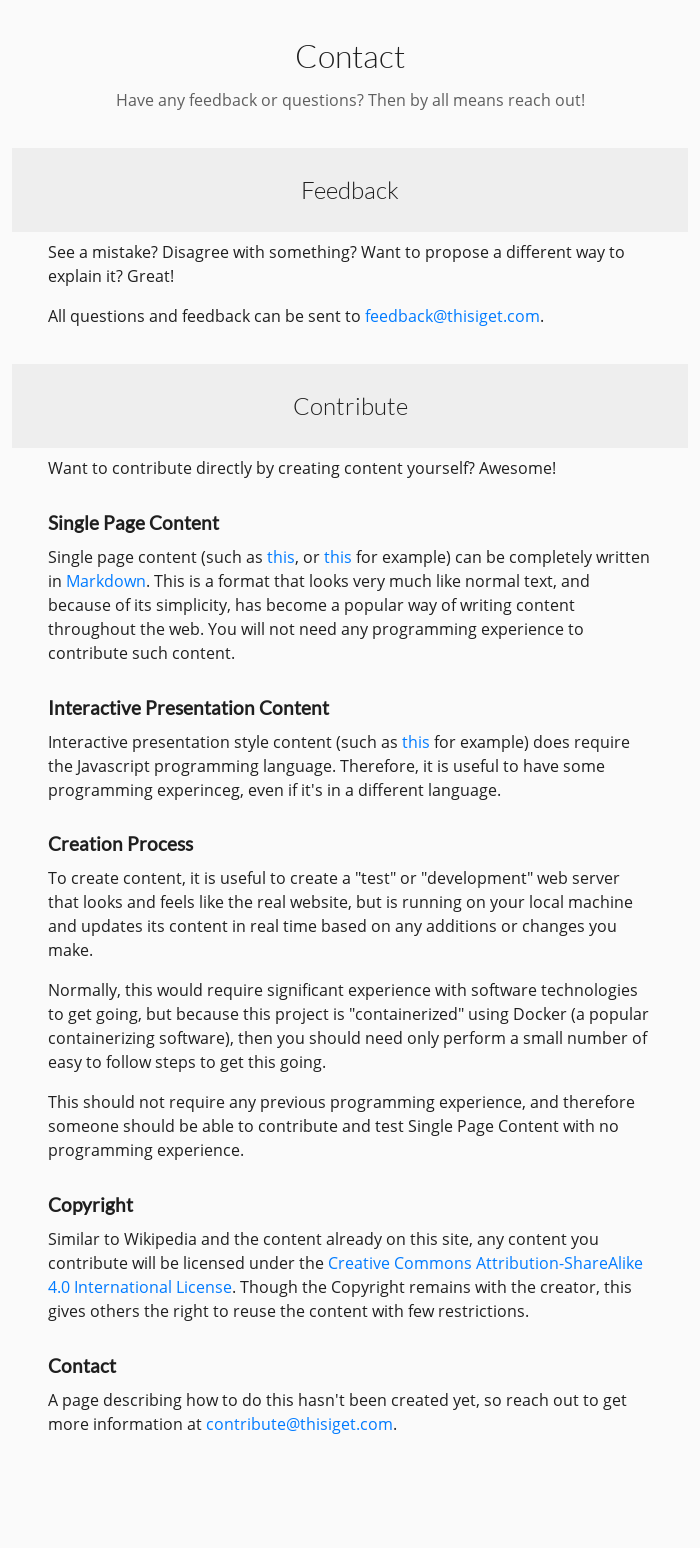 Contact
Have any feedback or questions? Then by all means reach out!
Feedback
See a mistake? Disagree with something? Want to propose a different way to
explain it? Great!
All questions and feedback can be sent to feedback@thisiget.com.
Contribute
Want to contribute directly by creating content yourself? Awesome!
Single Page Content
Single page content (such as this, or this for example) can be completely written
in Markdown. This is a format that looks very much like normal text, and
because of its simplicity, has become a popular way of writing content
throughout the web. You will not need any programming experience to
contribute such content.
Interactive Presentation Content
Interactive presentation style content (such as this for example) does require
the Javascript programming language. Therefore, it is useful to have some
programming experinceg, even if it's in a different language.
Creation Process
To create content, it is useful to create a "test" or "development" web server
that looks and feels like the real website, but is running on your local machine
and updates its content in real time based on any additions or changes you
make.
Normally, this would require significant experience with software technologies
to get going, but because this project is "containerized" using Docker (a popular
containerizing software), then you should need only perform a small number of
easy to follow steps to get this going.
This should not require any previous programming experience, and therefore
someone should be able to contribute and test Single Page Content with no
programming experience.
Copyright
Similar to Wikipedia and the content already on this site, any content you
contribute will be licensed under the Creative Commons Attribution-ShareAlike
4.0 International License. Though the Copyright remains with the creator, this
gives others the right to reuse the content with few restrictions.
Contact
A page describing how to do this hasn't been created yet, so reach out to get
more information at contribute@thisiget.com.